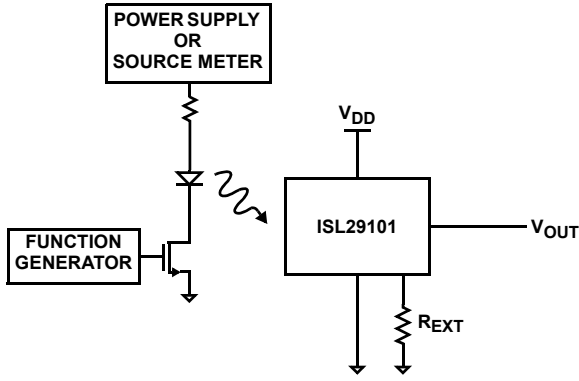 POWER SUPPLY
OR
SOURCE METER
VDD
ISL29101
VOUT
FUNCTION
GENERATOR
REXT